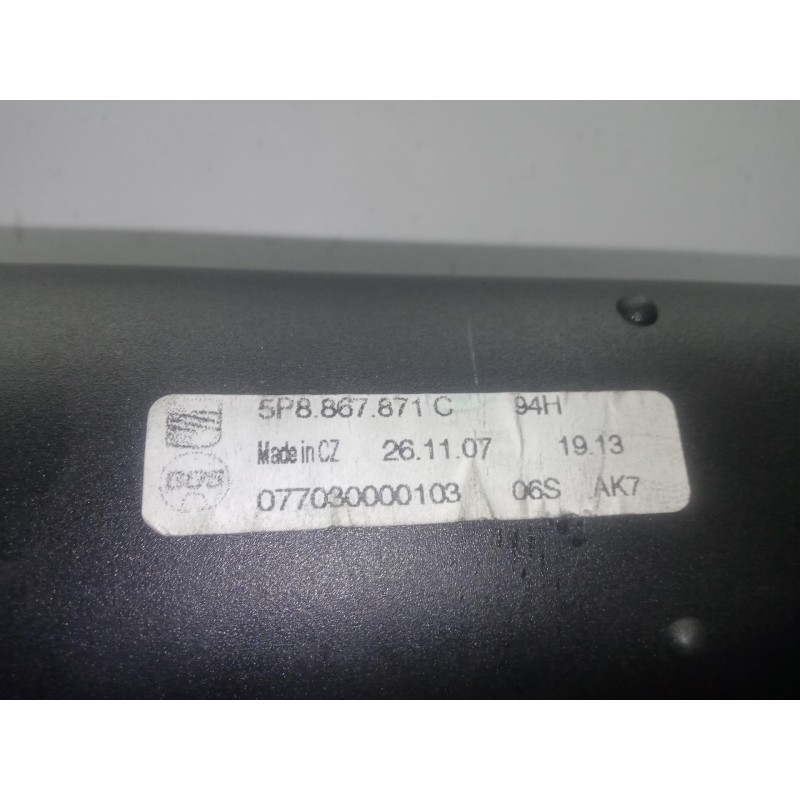 5P8.867.871 C 94H
Made in CZ 26.11.07 19.13
077030000103 06S AK7